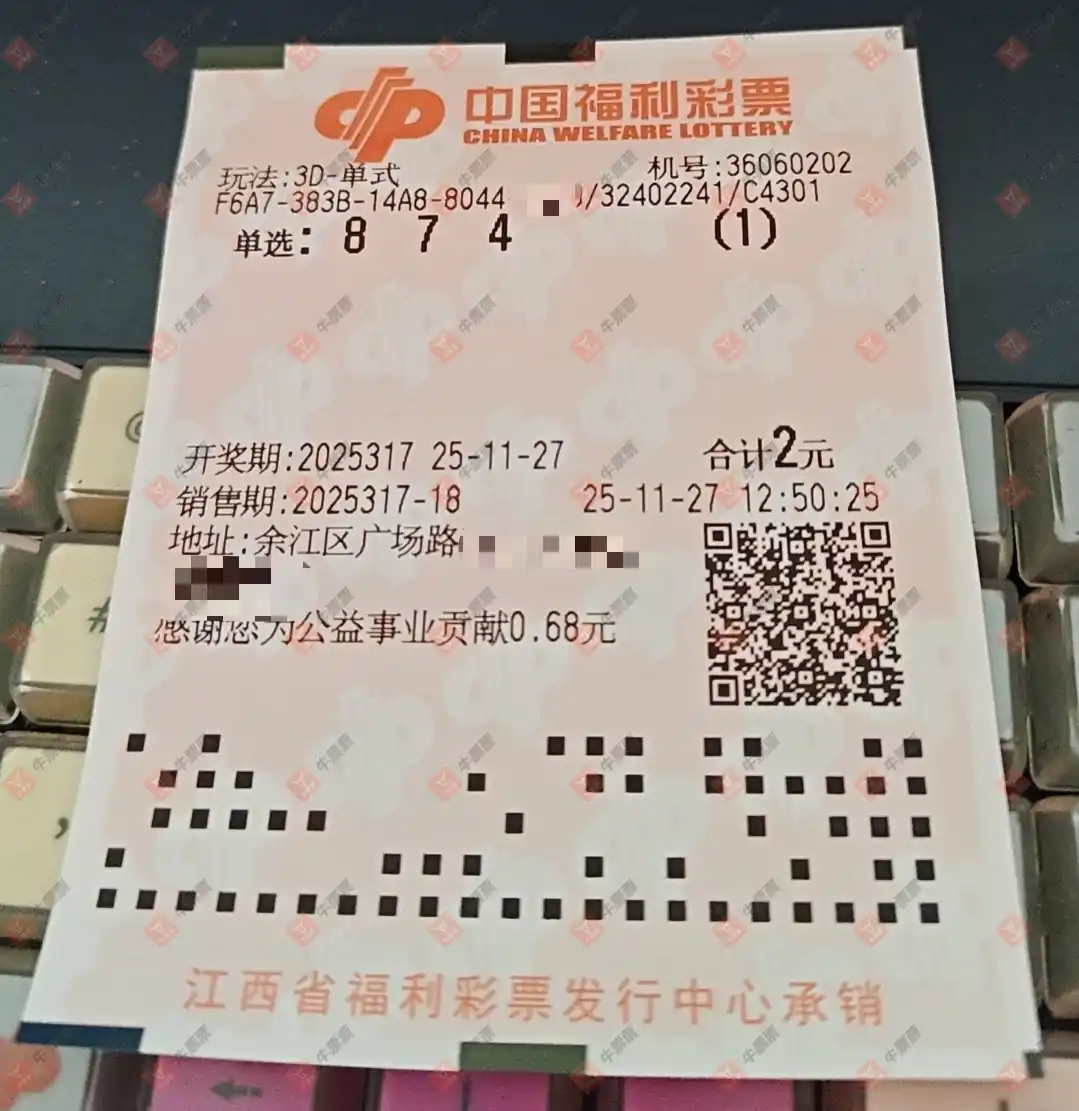 中国福利彩票
CHINA WELFARE LOTTERY
玩法:3D-单式 机号:36060202
F6A7-383B-14A8-8044 /32402241/C4301
单选: 8 7 4 (1)
开奖期:2025317 25-11-27 合计2元
销售期:2025317-18 25-11-27 12:50:25
地址:余江区广场路
感谢您为公益事业贡献0.68元
江西省福利彩票发行中心承销
牛票票